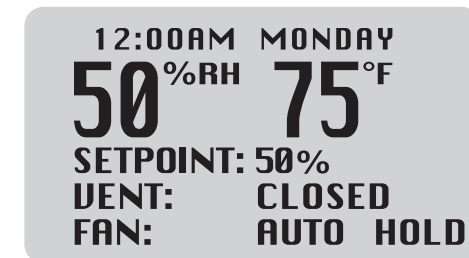 12:00AM MONDAY
50%RH 75°F
SETPOINT: 50%
VENT: CLOSED
FAN: AUTO HOLD